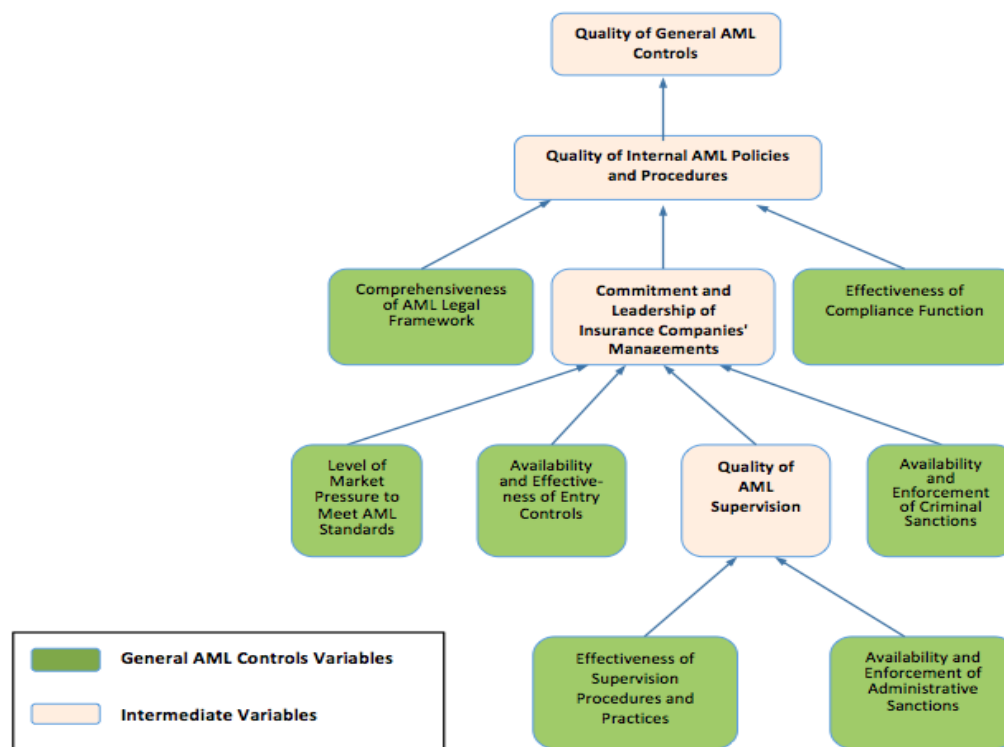 Quality of General AML
Controls
Quality of Internal AML Policies
and Procedures
Comprehensiveness
of AML Legal
Framework
Commitment and
Leadership of
Insurance Companies'
Managements
Effectiveness of
Compliance Function
Level of
Market
Pressure to
Meet AML
Standards
Availability
and Effective-
ness of Entry
Controls
Quality of
AML
Supervision
Availability
and
Enforcement
of Criminal
Sanctions
General AML Controls Variables
Intermediate Variables
Effectiveness of
Supervision
Procedures and
Practices
Availability and
Enforcement of
Administrative
Sanctions